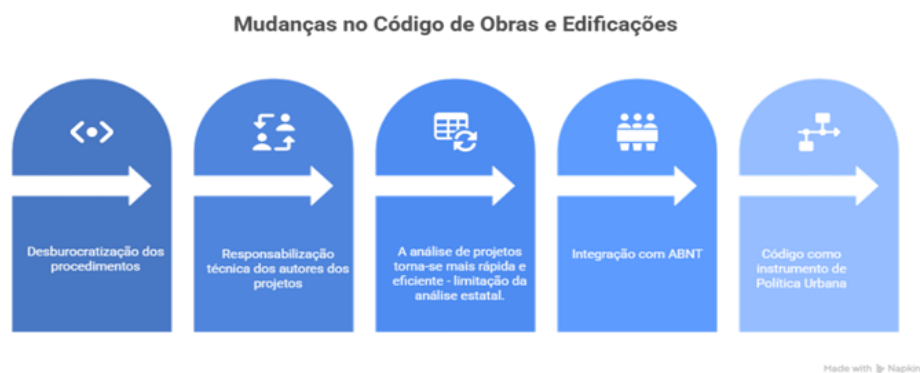 Mudanças no Código de Obras e Edificações
Desburocratização dos
procedimentos
Responsabilização
técnica dos autores dos
projetos
A análise de projetos
torna-se mais rápida e
eficiente - limitação da
análise estatal.
Integração com ABNT
Código como
instrumento de
Política Urbana
Made with Napkin